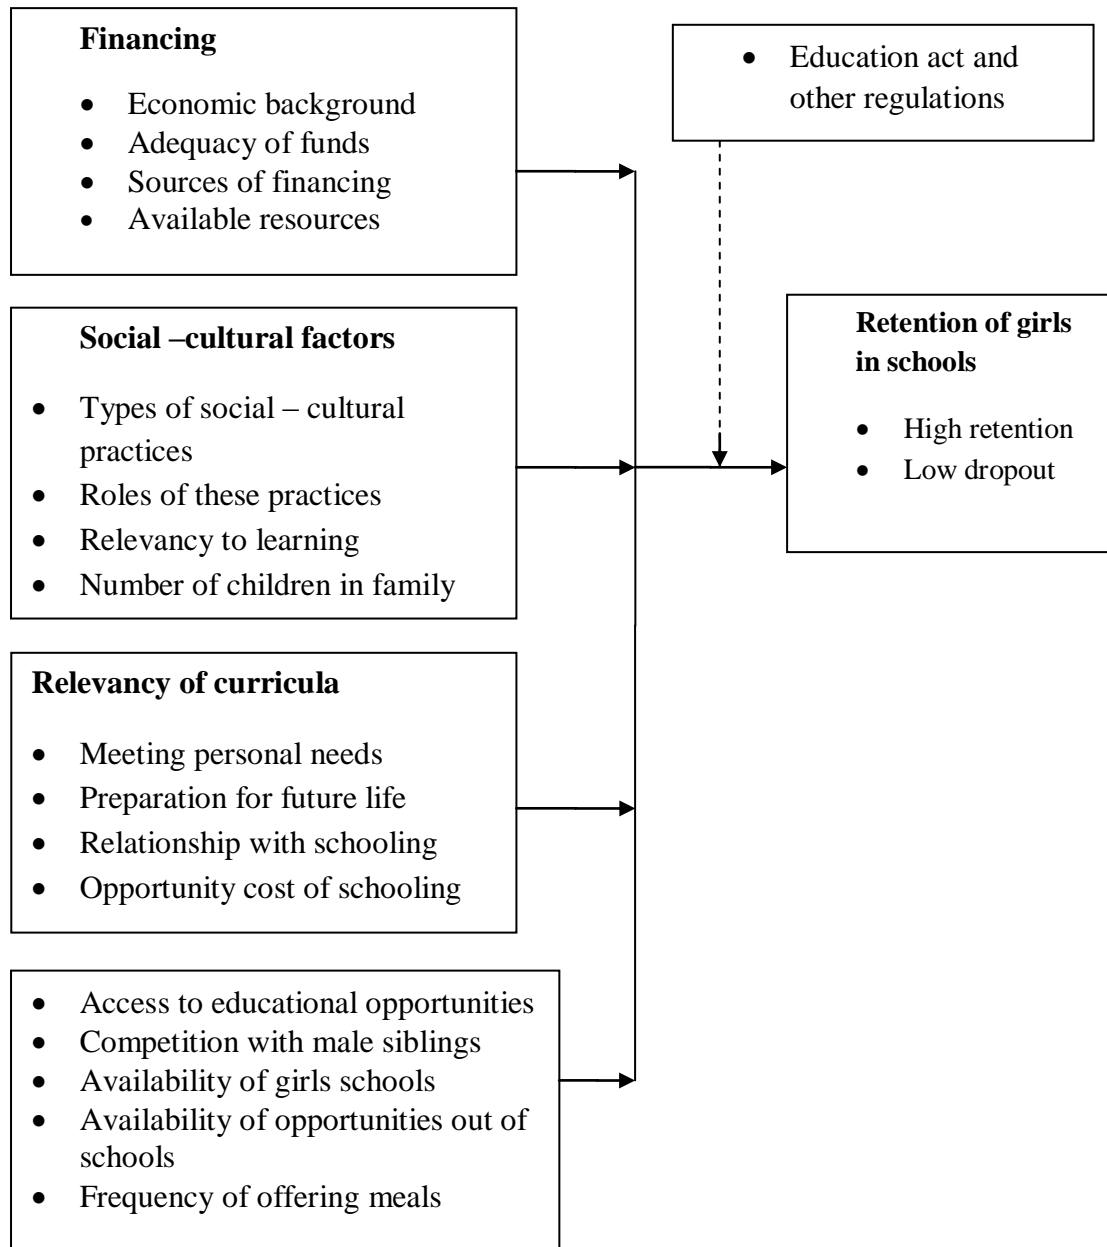 Financing
• Economic background
• Adequacy of funds
• Sources of financing
• Available resources
• Education act and
other regulations
Social –cultural factors
• Types of social – cultural
practices
• Roles of these practices
• Relevancy to learning
• Number of children in family
Retention of girls
in schools
• High retention
• Low dropout
Relevancy of curricula
• Meeting personal needs
• Preparation for future life
• Relationship with schooling
• Opportunity cost of schooling
• Access to educational opportunities
• Competition with male siblings
• Availability of girls schools
• Availability of opportunities out of
schools
• Frequency of offering meals